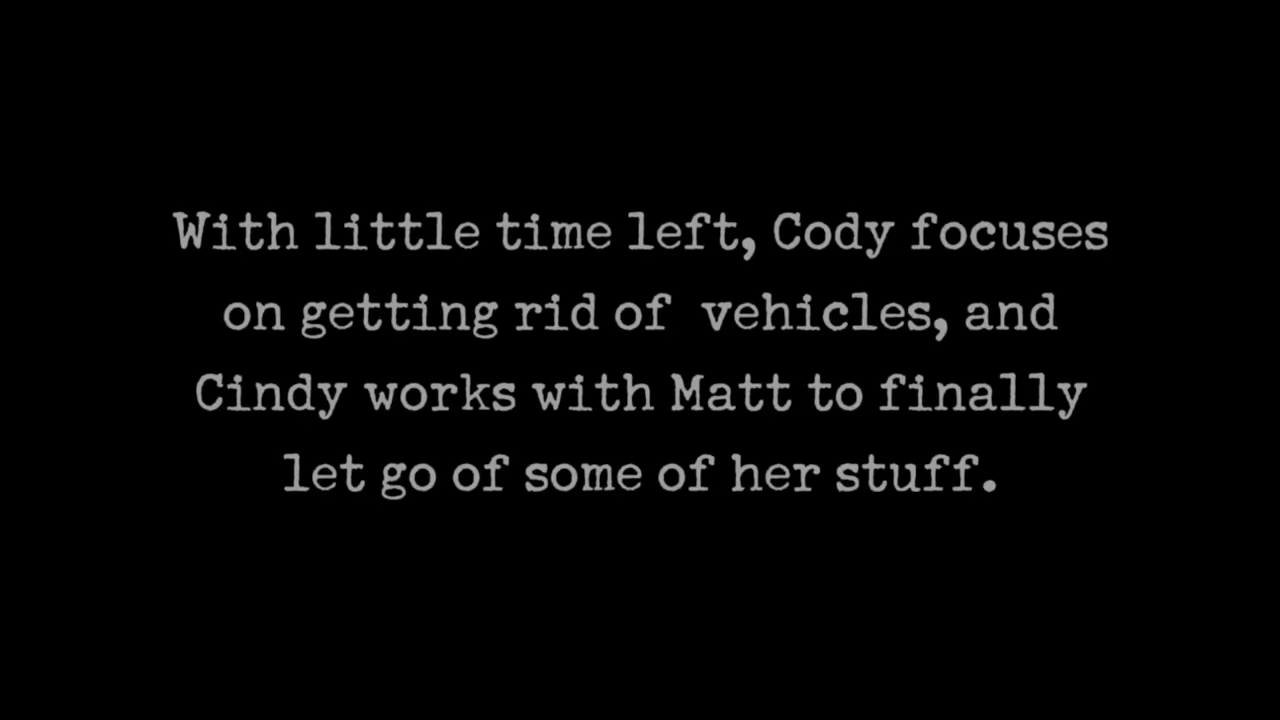 With little time left, Cody focuses
on getting rid of  vehicles, and
Cindy works with Matt to finally
let go of some of her stuff.